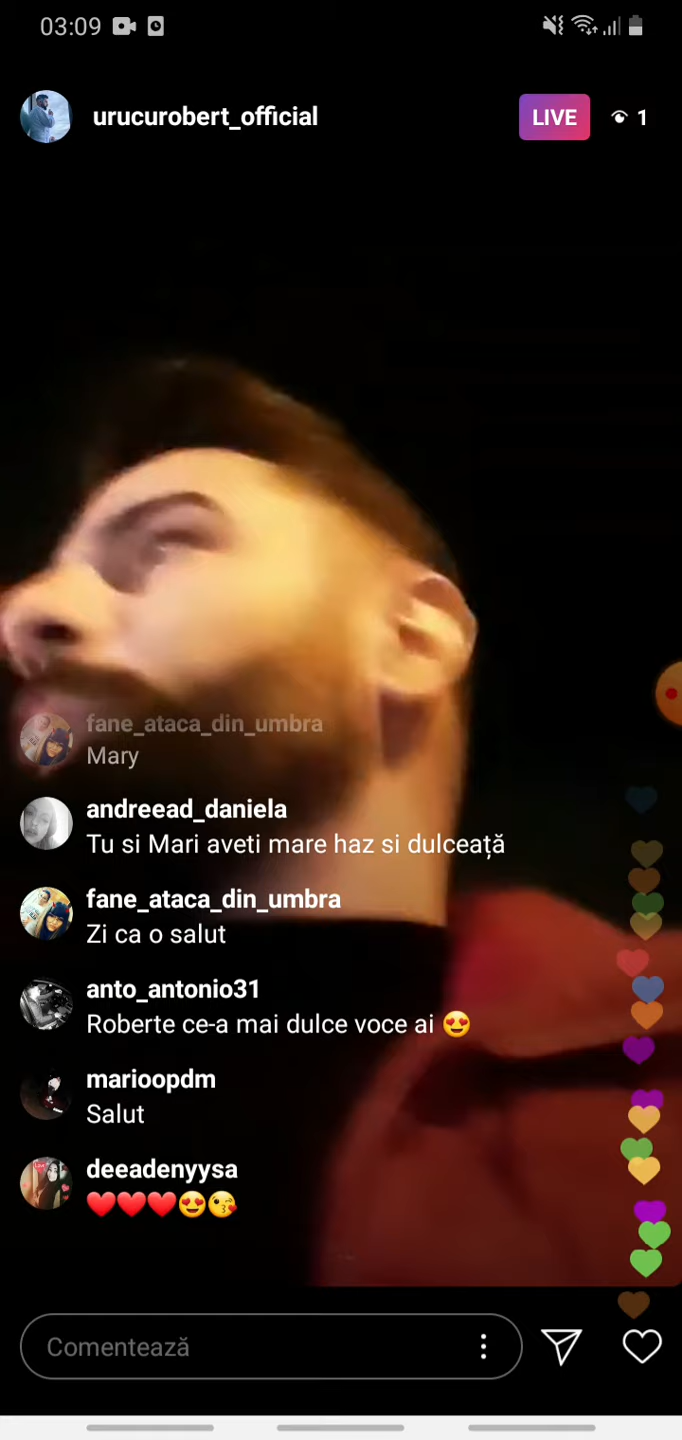 03:09
urucurobert_official
LIVE
1
fane_ataca_din_umbra
Mary
andreead_daniela
Tu si Mari aveti mare haz si dulceață
fane_ataca_din_umbra
Zi ca o salut
anto_antonio31
Roberte ce-a mai dulce voce ai 😍
marioopdm
Salut
deeadenyysa
❤️❤️❤️😍😘
Comentează